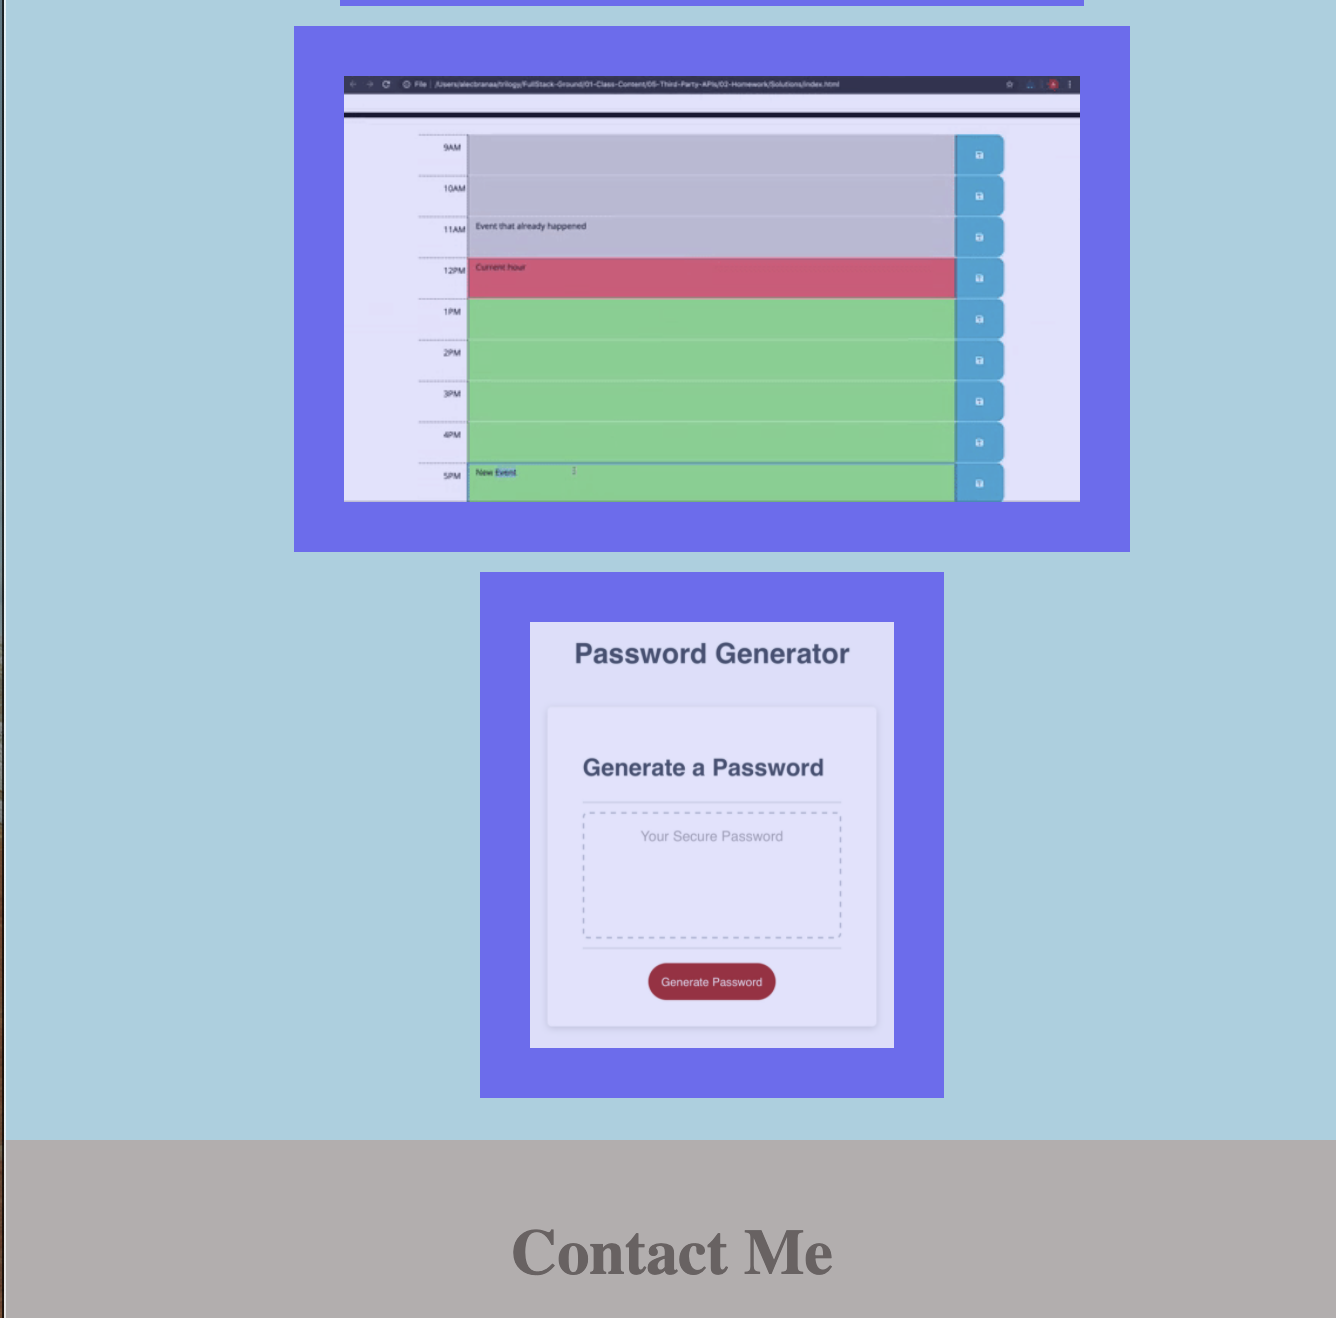 File | /Users/alecbranaa/trilogy/FullStack-Ground/01-Class-Content/05-Third-Party-APIs/02-Homework/Solutions/index.html
9AM
10AM
11AM Event that already happened
12PM Current hour
1PM
2PM
3PM
4PM
5PM New Event
Password Generator
Generate a Password
Your Secure Password
Generate Password
Contact Me